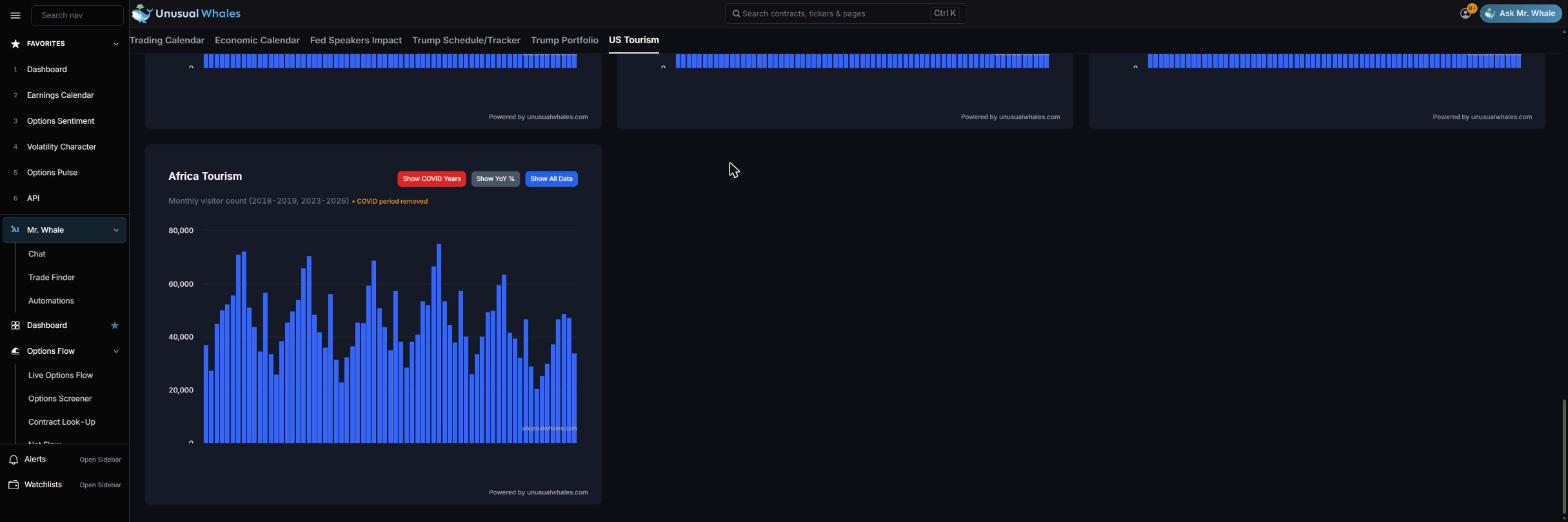 Search nav
Unusual Whales
Search contracts, tickers & pages
Ctrl K
9+
Ask Mr. Whale
Trading Calendar
Economic Calendar
Fed Speakers Impact
Trump Schedule/Tracker
Trump Portfolio
US Tourism
FAVORITES
1 Dashboard
2 Earnings Calendar
3 Options Sentiment
4 Volatility Character
5 Options Pulse
6 API
AI Mr. Whale
Chat
Trade Finder
Automations
Dashboard
Options Flow
Live Options Flow
Options Screener
Contract Look-Up
Alerts Open Sidebar
Watchlists Open Sidebar
0
0
0
Powered by unusualwhales.com
Powered by unusualwhales.com
Powered by unusualwhales.com
Africa Tourism
Show COVID Years
Show YoY %
Show All Data
Monthly visitor count (2018-2019, 2023-2026) • COVID period removed
80,000
60,000
40,000
20,000
0
unusualwhales.com
Powered by unusualwhales.com